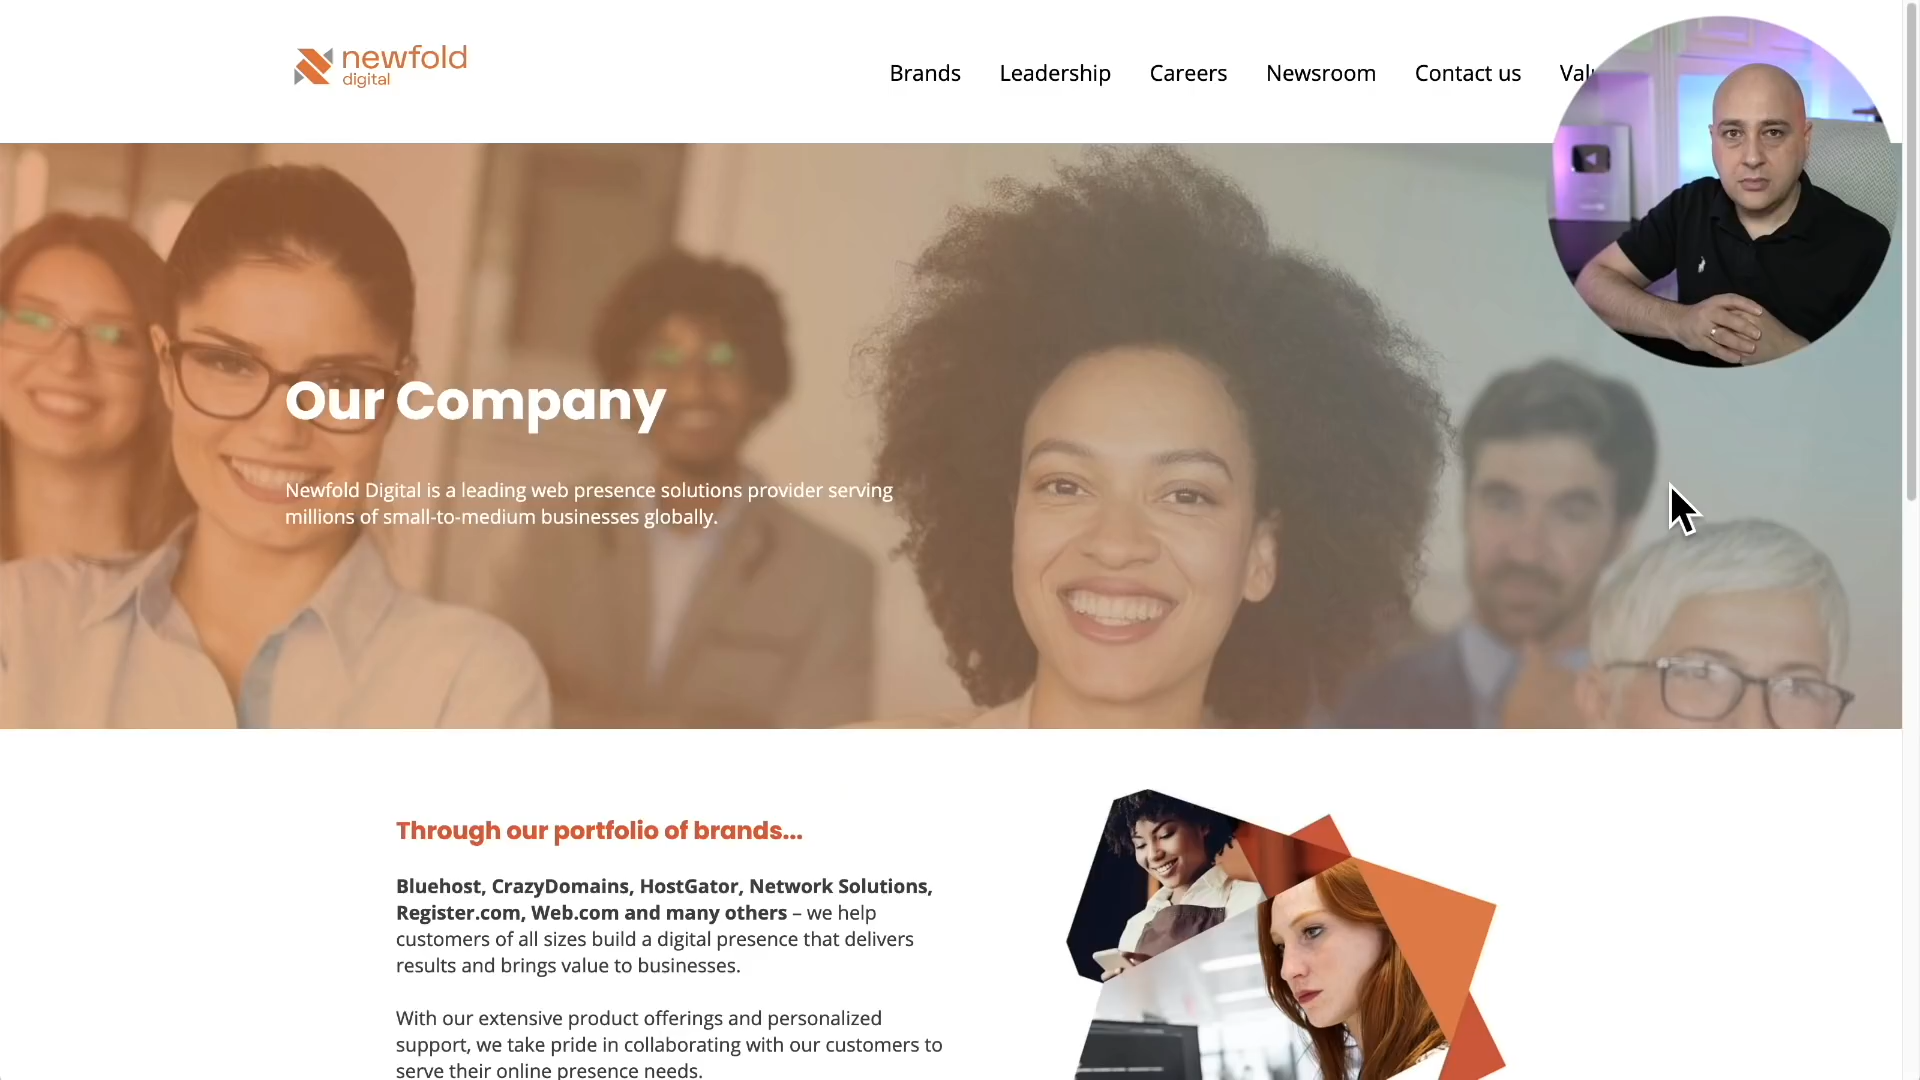 newfold
digital
Brands
Leadership
Careers
Newsroom
Contact us
Our Company
Newfold Digital is a leading web presence solutions provider serving
millions of small-to-medium businesses globally.
Through our portfolio of brands...
Bluehost, CrazyDomains, HostGator, Network Solutions,
Register.com, Web.com and many others – we help
customers of all sizes build a digital presence that delivers
results and brings value to businesses.
With our extensive product offerings and personalized
support, we take pride in collaborating with our customers to
serve their online presence needs.